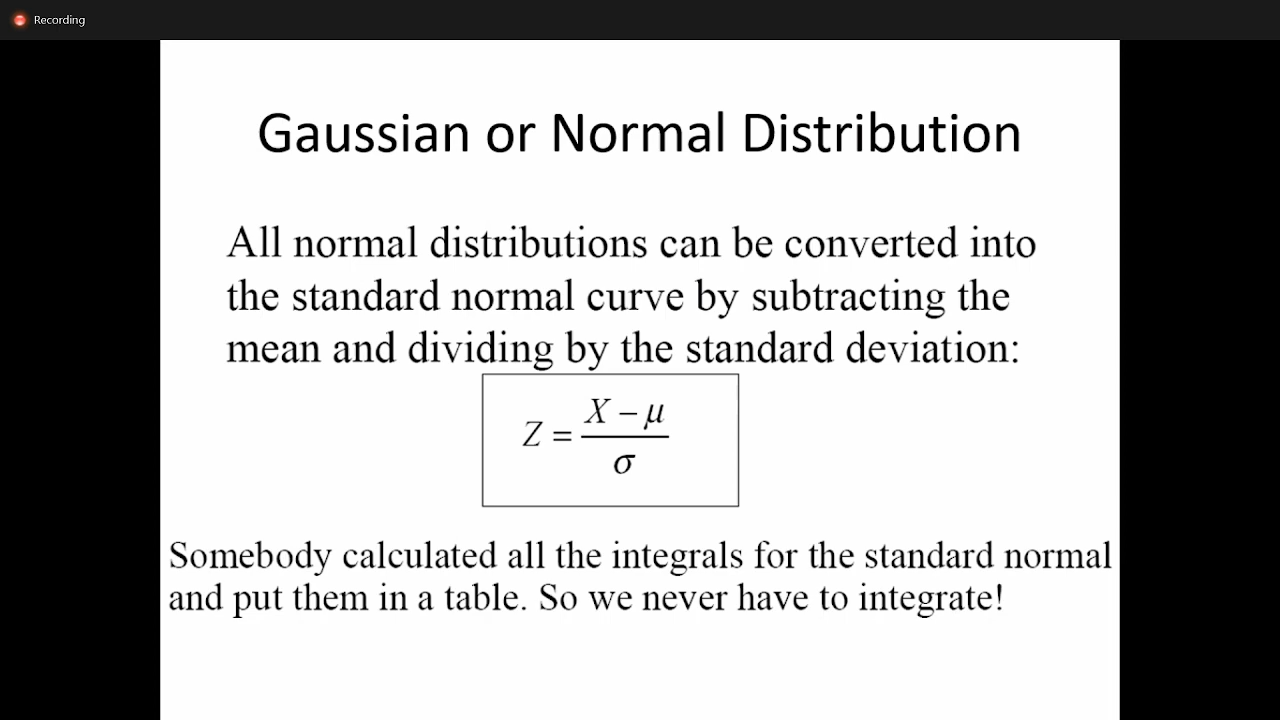 Recording
Gaussian or Normal Distribution
All normal distributions can be converted into
the standard normal curve by subtracting the
mean and dividing by the standard deviation:
Z = (X − μ) / σ
Somebody calculated all the integrals for the standard normal
and put them in a table. So we never have to integrate!